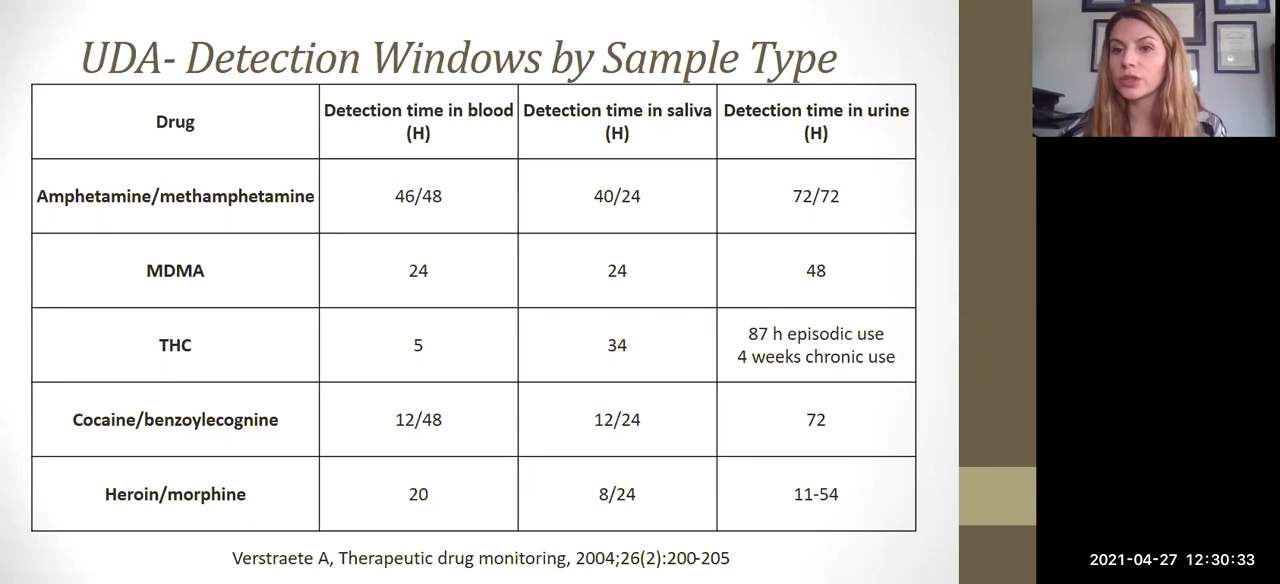 UDA- Detection Windows by Sample Type
Drug
Detection time in blood
(H)
Detection time in saliva
(H)
Detection time in urine
(H)
Amphetamine/methamphetamine
46/48
40/24
72/72
MDMA
24
24
48
THC
5
34
87 h episodic use
4 weeks chronic use
Cocaine/benzoylecognine
12/48
12/24
72
Heroin/morphine
20
8/24
11-54
Verstraete A, Therapeutic drug monitoring, 2004;26(2):200-205
2021-04-27 12:30:33